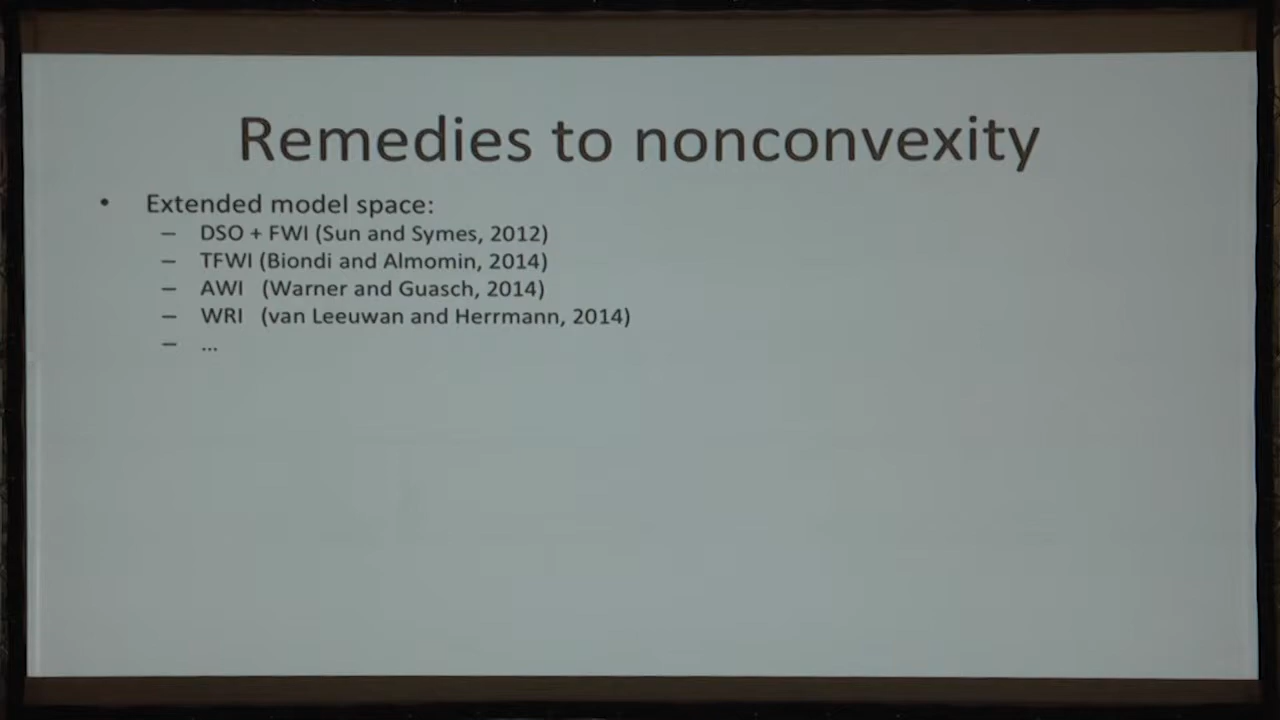 Remedies to nonconvexity
• Extended model space:
– DSO + FWI (Sun and Symes, 2012)
– TFWI (Biondi and Almomin, 2014)
– AWI (Warner and Guasch, 2014)
– WRI (van Leeuwan and Herrmann, 2014)
– ...